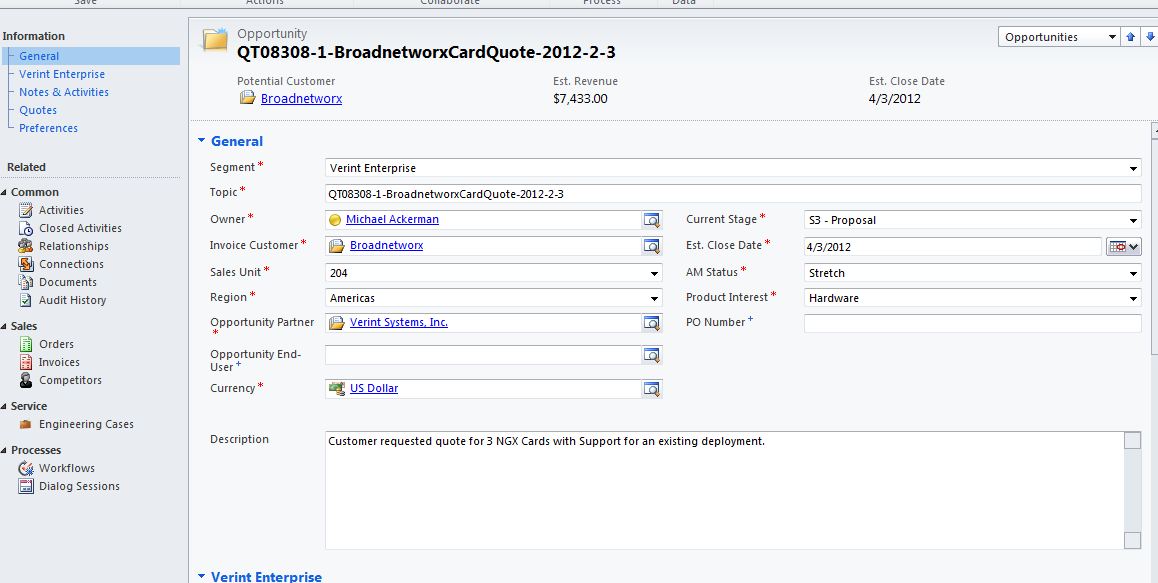 Save Actions Collaborate Process Data
Information
General
Verint Enterprise
Notes & Activities
Quotes
Preferences
Related
Common
Activities
Closed Activities
Relationships
Connections
Documents
Audit History
Sales
Orders
Invoices
Competitors
Service
Engineering Cases
Processes
Workflows
Dialog Sessions
Opportunity
QT08308-1-BroadnetworxCardQuote-2012-2-3
Opportunities
Potential Customer Est. Revenue Est. Close Date
Broadnetworx $7,433.00 4/3/2012
General
Segment* Verint Enterprise
Topic* QT08308-1-BroadnetworxCardQuote-2012-2-3
Owner* Michael Ackerman Current Stage* S3 - Proposal
Invoice Customer* Broadnetworx Est. Close Date* 4/3/2012
Sales Unit* 204 AM Status* Stretch
Region* Americas Product Interest* Hardware
Opportunity Partner Verint Systems, Inc. PO Number+
*
Opportunity End-
User+
Currency* US Dollar
Description Customer requested quote for 3 NGX Cards with Support for an existing deployment.
Verint Enterprise